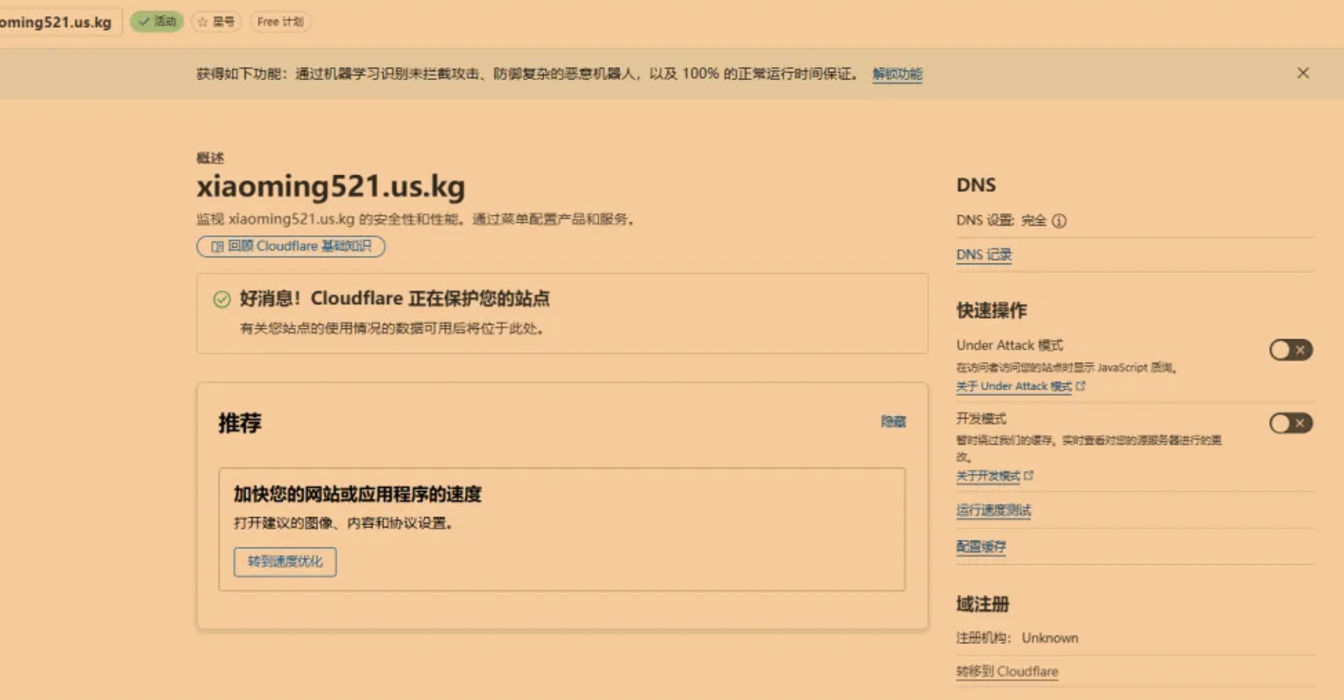 oming521.us.kg 活动 星号 Free 计划
获得如下功能：通过机器学习识别未拦截攻击、防御复杂的恶意机器人，以及 100% 的正常运行时间保证。 解锁功能
概述
xiaoming521.us.kg
监视 xiaoming521.us.kg 的安全性和性能。通过菜单配置产品和服务。
回顾 Cloudflare 基础知识
好消息！Cloudflare 正在保护您的站点
有关您站点的使用情况的数据可用后将位于此处。
推荐 隐藏
加快您的网站或应用程序的速度
打开建议的图像、内容和协议设置。
转到速度优化
DNS
DNS 设置: 完全
DNS 记录
快速操作
Under Attack 模式
在访问者访问您的站点时显示 JavaScript 质询。
关于 Under Attack 模式
开发模式
暂时绕过我们的缓存。实时查看对您的源服务器进行的更
改。
关于开发模式
运行速度测试
配置缓存
域注册
注册机构： Unknown
转移到 Cloudflare